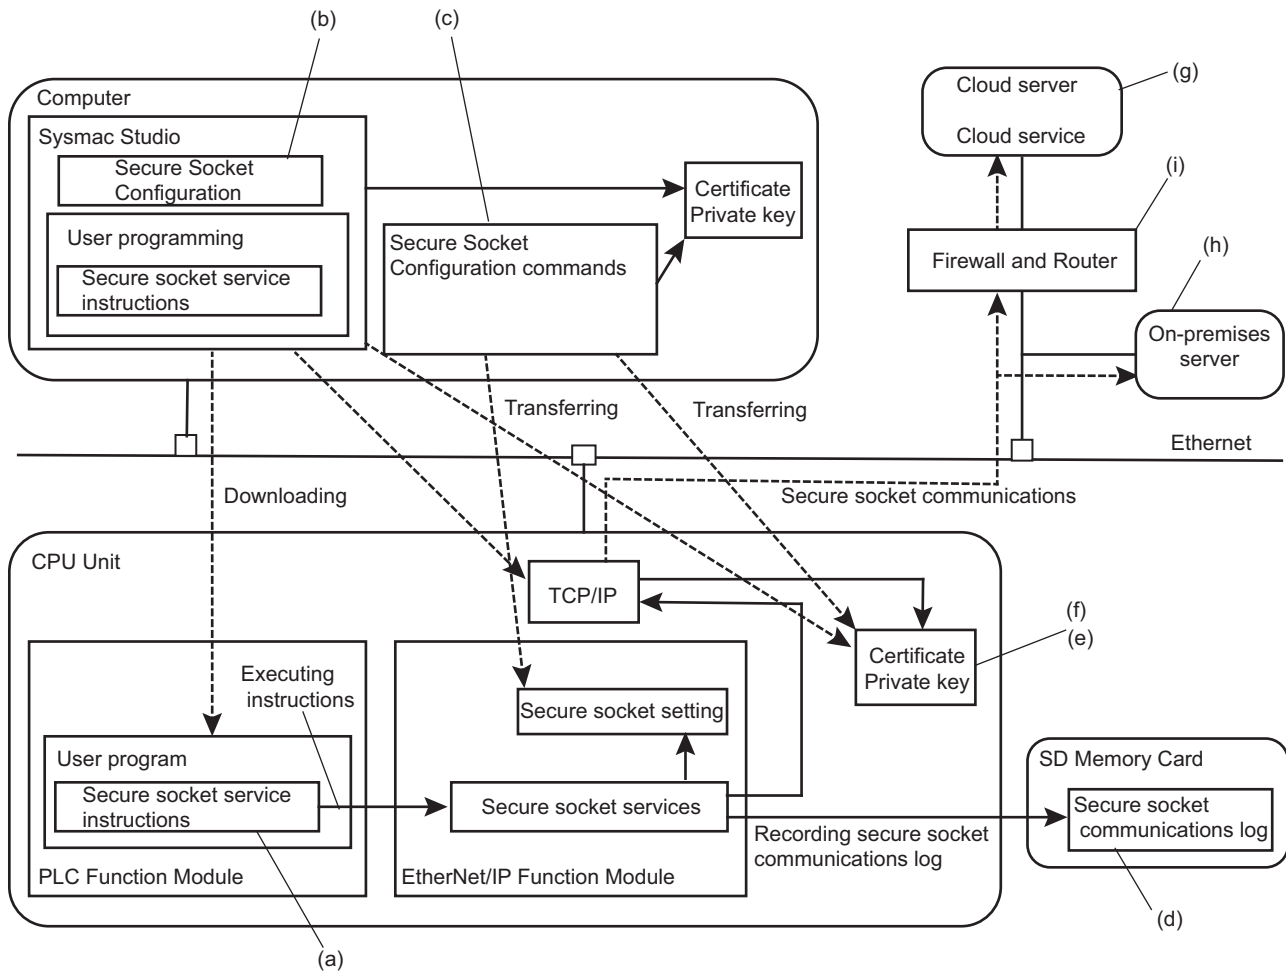 (b)
(c)
(g)
Computer
Cloud server
Cloud service
Sysmac Studio
Secure Socket
Configuration
(i)
Certificate
Private key
User programming
Secure Socket
Configuration commands
Secure socket service
instructions
Firewall and Router
(h)
On-premises
server
Transferring
Transferring
Ethernet
Downloading
Secure socket communications
CPU Unit
TCP/IP
(f)
(e)
Certificate
Private key
Executing
instructions
Secure socket setting
User program
Secure socket service
instructions
Secure socket services
SD Memory Card
Secure socket
communications log
Recording secure socket
communications log
PLC Function Module
EtherNet/IP Function Module
(d)
(a)